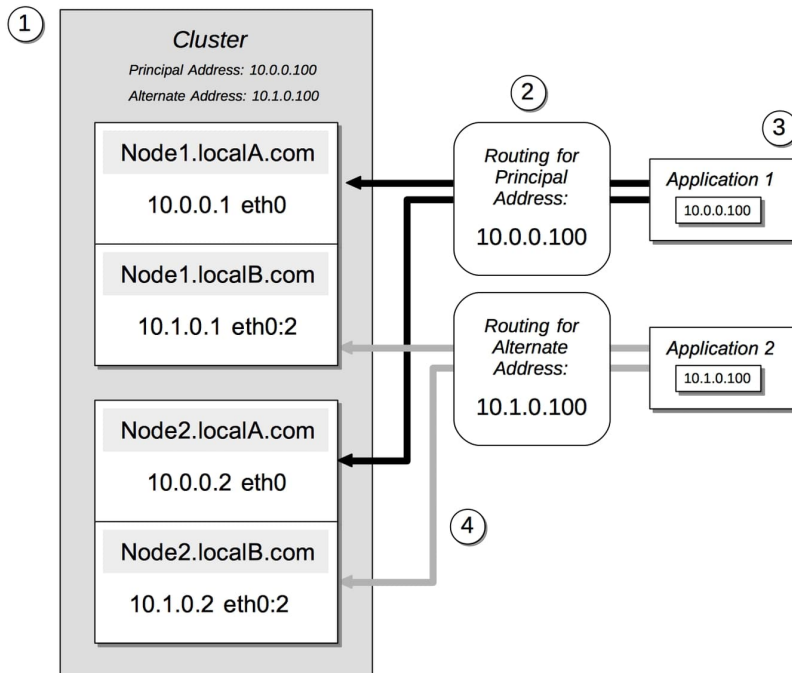 1
Cluster
Principal Address: 10.0.0.100
Alternate Address: 10.1.0.100
Node1.localA.com
10.0.0.1 eth0
Node1.localB.com
10.1.0.1 eth0:2
Node2.localA.com
10.0.0.2 eth0
Node2.localB.com
10.1.0.2 eth0:2
2
Routing for
Principal
Address:
10.0.0.100
Routing for
Alternate
Address:
10.1.0.100
3
Application 1
10.0.0.100
Application 2
10.1.0.100
4